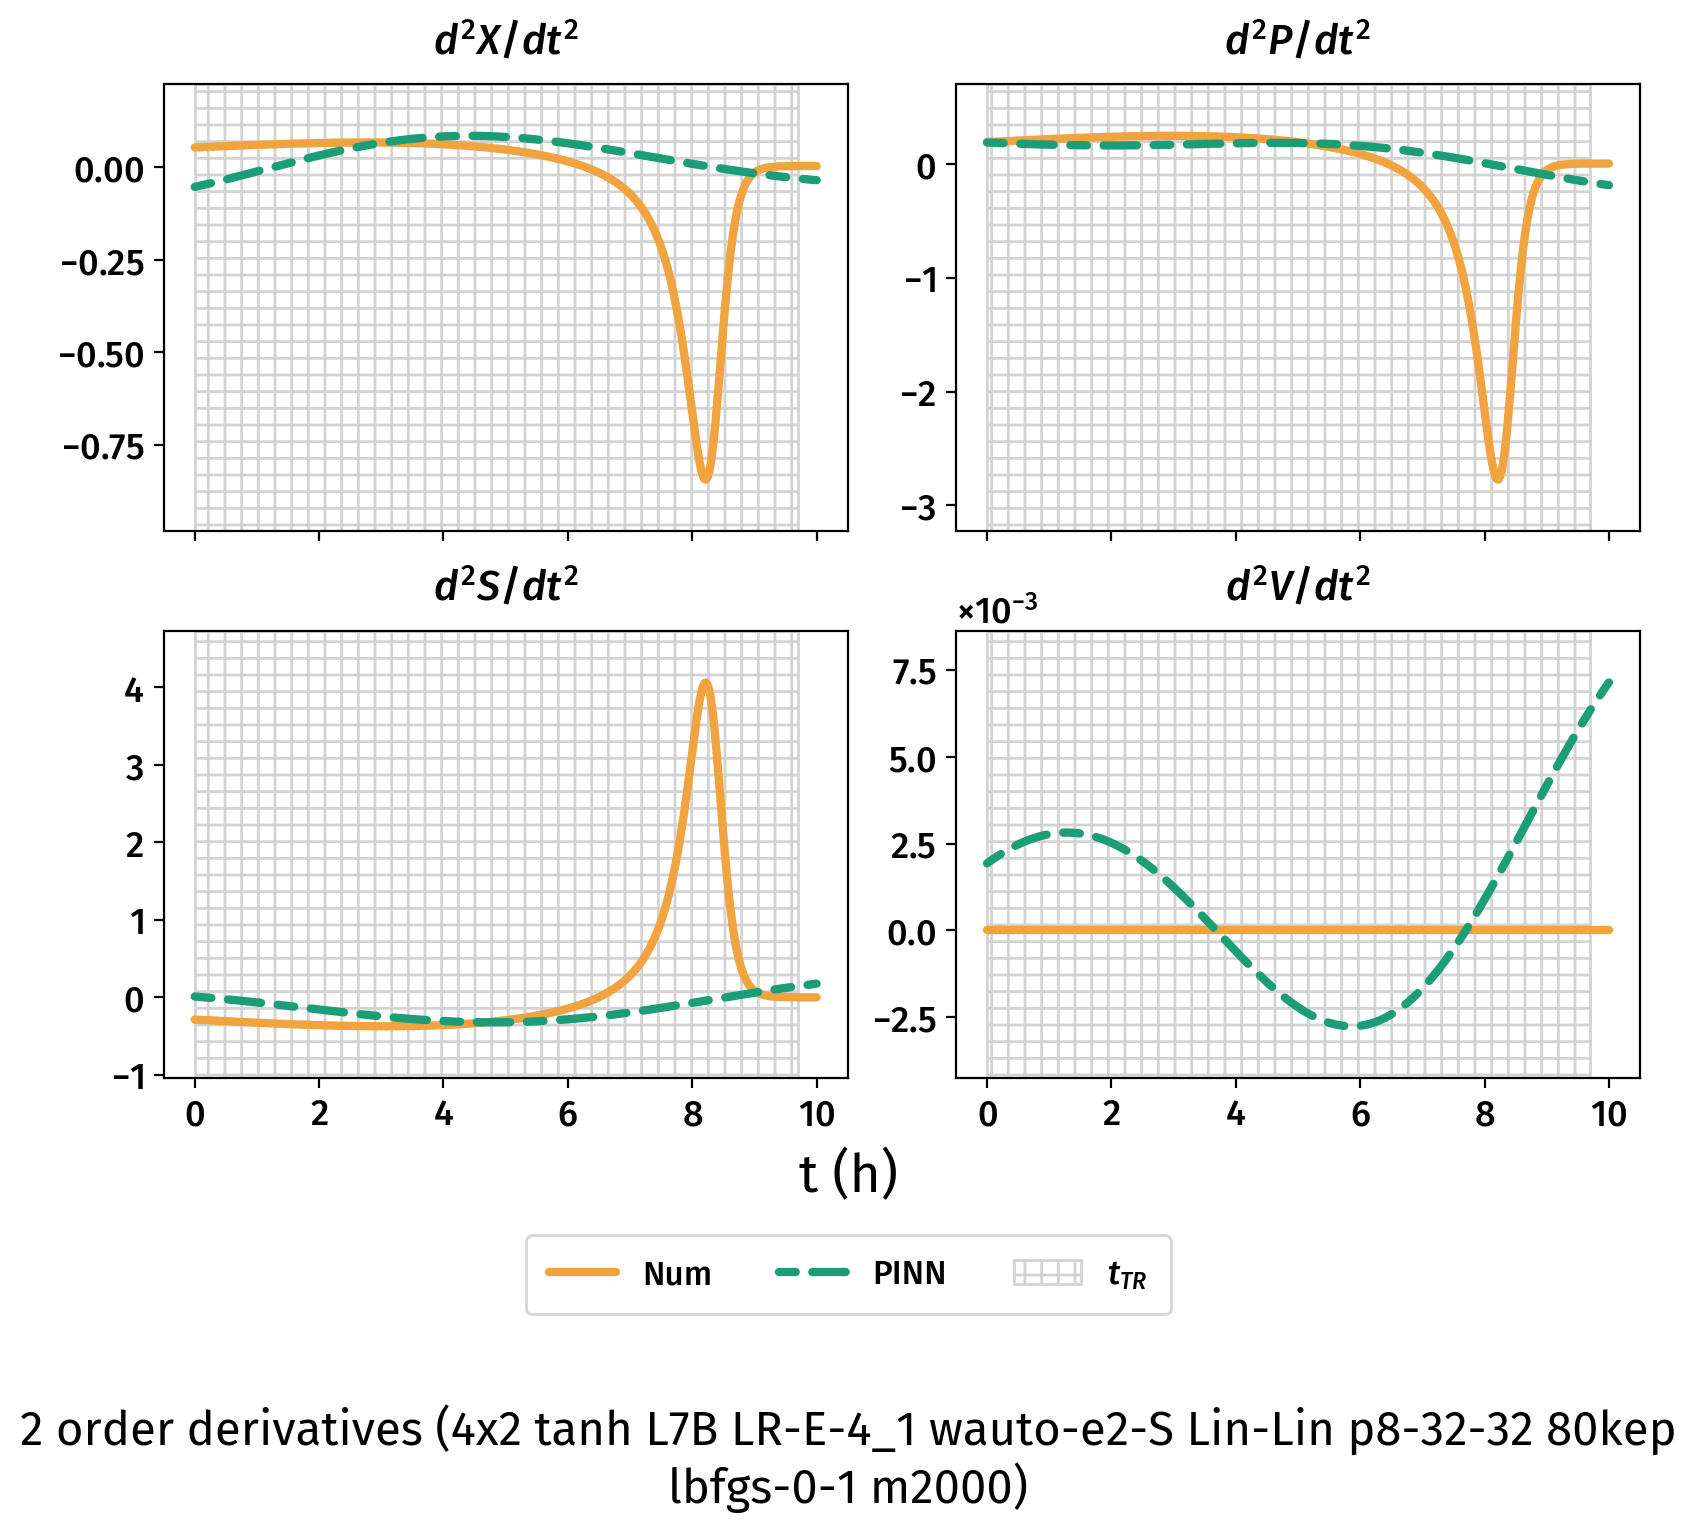 d²X/dt²
d²P/dt²
0.00
−0.25
−0.50
−0.75
0
−1
−2
−3
d²S/dt²
d²V/dt²
×10⁻³
4
3
2
1
0
−1
7.5
5.0
2.5
0.0
−2.5
0 2 4 6 8 10
0 2 4 6 8 10
t (h)
Num PINN t_TR
2 order derivatives (4x2 tanh L7B LR-E-4_1 wauto-e2-S Lin-Lin p8-32-32 80kep
lbfgs-0-1 m2000)